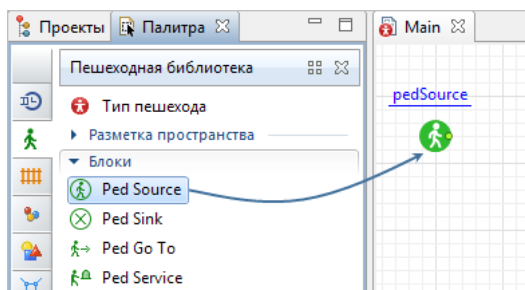 Проекты Палитра Main
Пешеходная библиотека
pedSource
Тип пешехода
Разметка пространства
Блоки
Ped Source
Ped Sink
Ped Go To
Ped Service